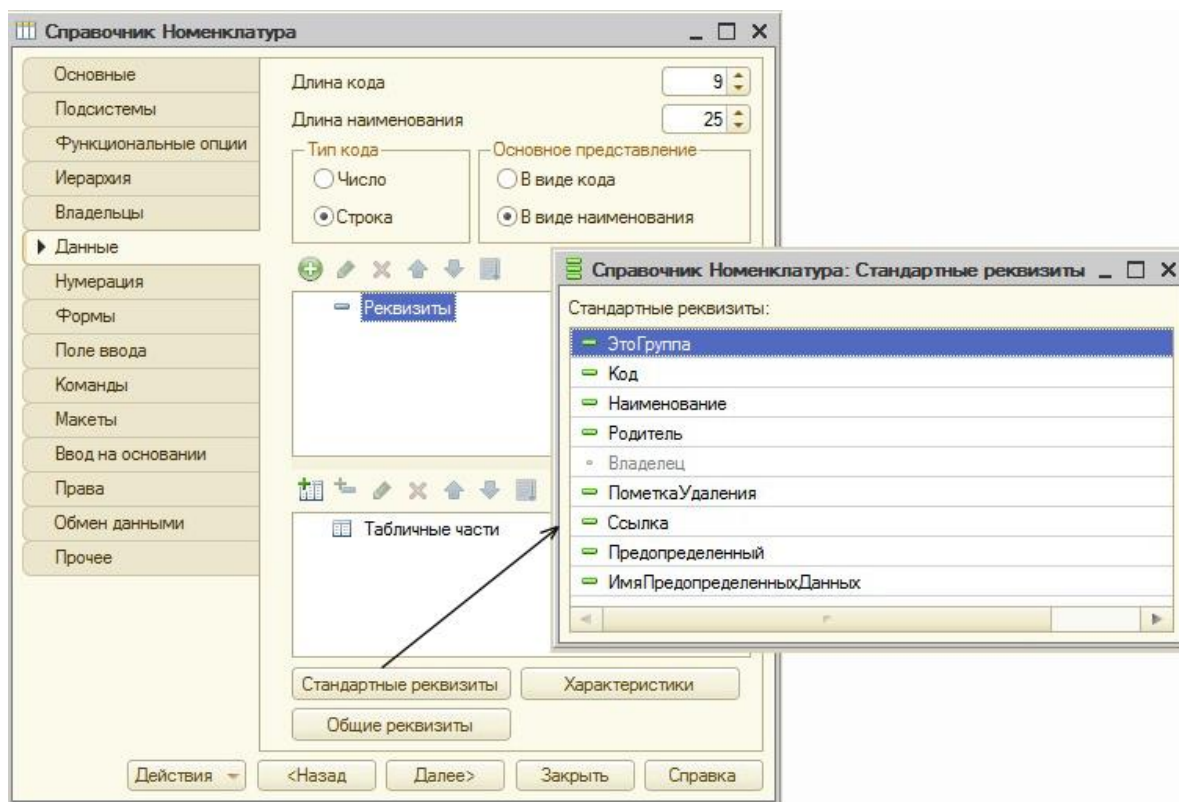 Справочник Номенклатура
Основные
Подсистемы
Функциональные опции
Иерархия
Владельцы
Данные
Нумерация
Формы
Поле ввода
Команды
Макеты
Ввод на основании
Права
Обмен данными
Прочее
Длина кода 9
Длина наименования 25
Тип кода
Число
Строка
Основное представление
В виде кода
В виде наименования
Реквизиты
Табличные части
Стандартные реквизиты Характеристики
Общие реквизиты
Действия <Назад Далее> Закрыть Справка
Справочник Номенклатура: Стандартные реквизиты
Стандартные реквизиты:
ЭтоГруппа
Код
Наименование
Родитель
Владелец
ПометкаУдаления
Ссылка
Предопределенный
ИмяПредопределенныхДанных